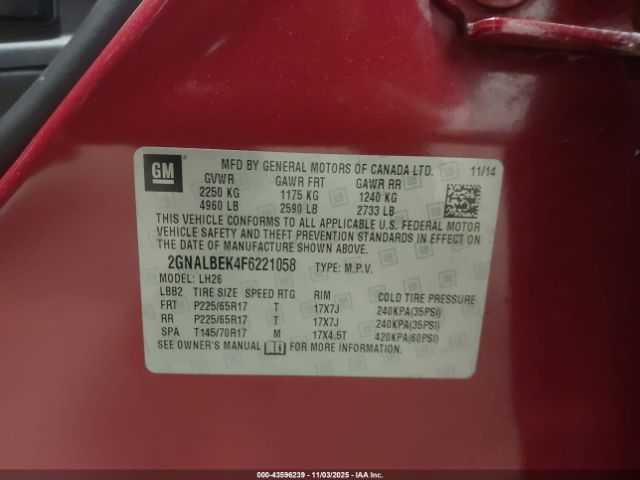 GM
MFD BY GENERAL MOTORS OF CANADA LTD. 11/14
GVWR GAWR FRT GAWR RR
2250 KG 1175 KG 1240 KG
4960 LB 2590 LB 2733 LB
THIS VEHICLE CONFORMS TO ALL APPLICABLE U.S. FEDERAL MOTOR
VEHICLE SAFETY AND THEFT PREVENTION STANDARDS IN EFFECT ON
THE DATE OF MANUFACTURE SHOWN ABOVE.
2GNALBEK4F6221058 TYPE: M.P.V.
MODEL: LH26
LBB2 TIRE SIZE SPEED RTG RIM COLD TIRE PRESSURE
FRT P225/65R17 T 17X7J 240KPA(35PSI)
RR P225/65R17 T 17X7J 240KPA(35PSI)
SPA T145/70R17 M 17X4.5T 420KPA(60PSI)
SEE OWNER'S MANUAL FOR MORE INFORMATION.
000-43596239 - 11/03/2025 - IAAI.COM